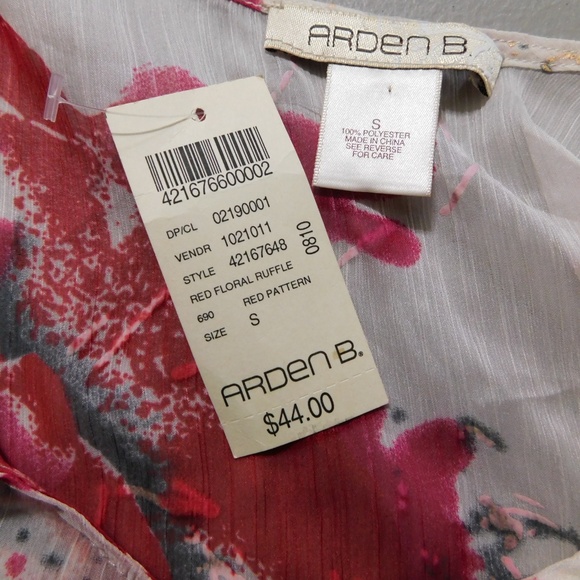 ARDEN B.
S
100% POLYESTER
MADE IN CHINA
SEE REVERSE
FOR CARE
421676600002
DP/CL 02190001
VENDR 1021011
STYLE 42167648 0810
RED FLORAL RUFFLE
690 RED PATTERN
SIZE S
ARDEN B.
$44.00